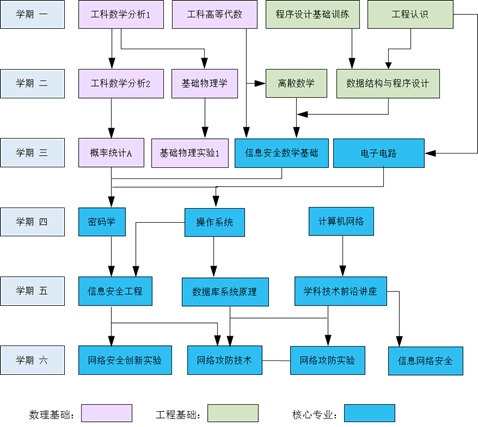 学期 一
工科数学分析1
工科高等代数
程序设计基础训练
工程认识
学期 二
工科数学分析2
基础物理学
离散数学
数据结构与程序设计
学期 三
概率统计A
基础物理实验1
信息安全数学基础
电子电路
学期 四
密码学
操作系统
计算机网络
学期 五
信息安全工程
数据库系统原理
学科技术前沿讲座
学期 六
网络安全创新实验
网络攻防技术
网络攻防实验
信息网络安全
数理基础：
工程基础：
核心专业：